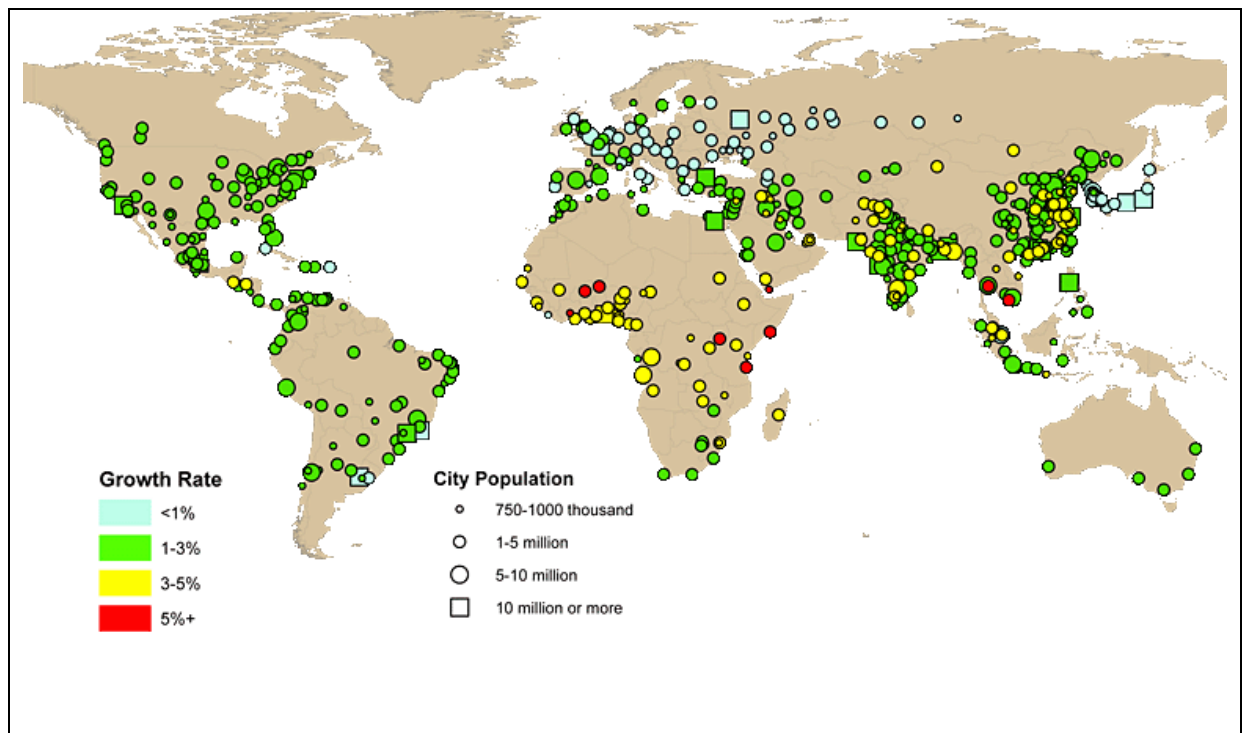 Growth Rate
<1%
1-3%
3-5%
5%+
City Population
750-1000 thousand
1-5 million
5-10 million
10 million or more